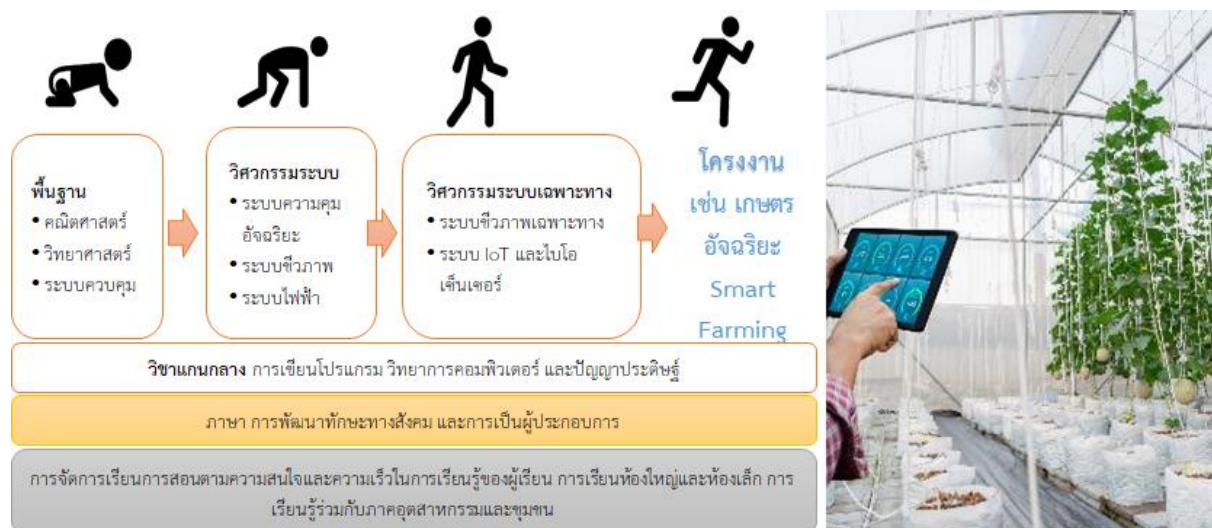 พื้นฐาน
• คณิตศาสตร์
• วิทยาศาสตร์
• ระบบควบคุม
วิศวกรรมระบบ
• ระบบความคุม
อัจฉริยะ
• ระบบชีวภาพ
• ระบบไฟฟ้า
วิศวกรรมระบบเฉพาะทาง
• ระบบชีวภาพเฉพาะทาง
• ระบบ IoT และไบโอ
เซ็นเซอร์
โครงงาน
เช่น เกษตร
อัจฉริยะ
Smart
Farming
วิชาแกนกลาง การเขียนโปรแกรม วิทยาการคอมพิวเตอร์ และปัญญาประดิษฐ์
ภาษา การพัฒนาทักษะทางสังคม และการเป็นผู้ประกอบการ
การจัดการเรียนการสอนตามความสนใจและความเร็วในการเรียนรู้ของผู้เรียน การเรียนห้องใหญ่และห้องเล็ก การ
เรียนรู้ร่วมกับภาคอุตสาหกรรมและชุมชน